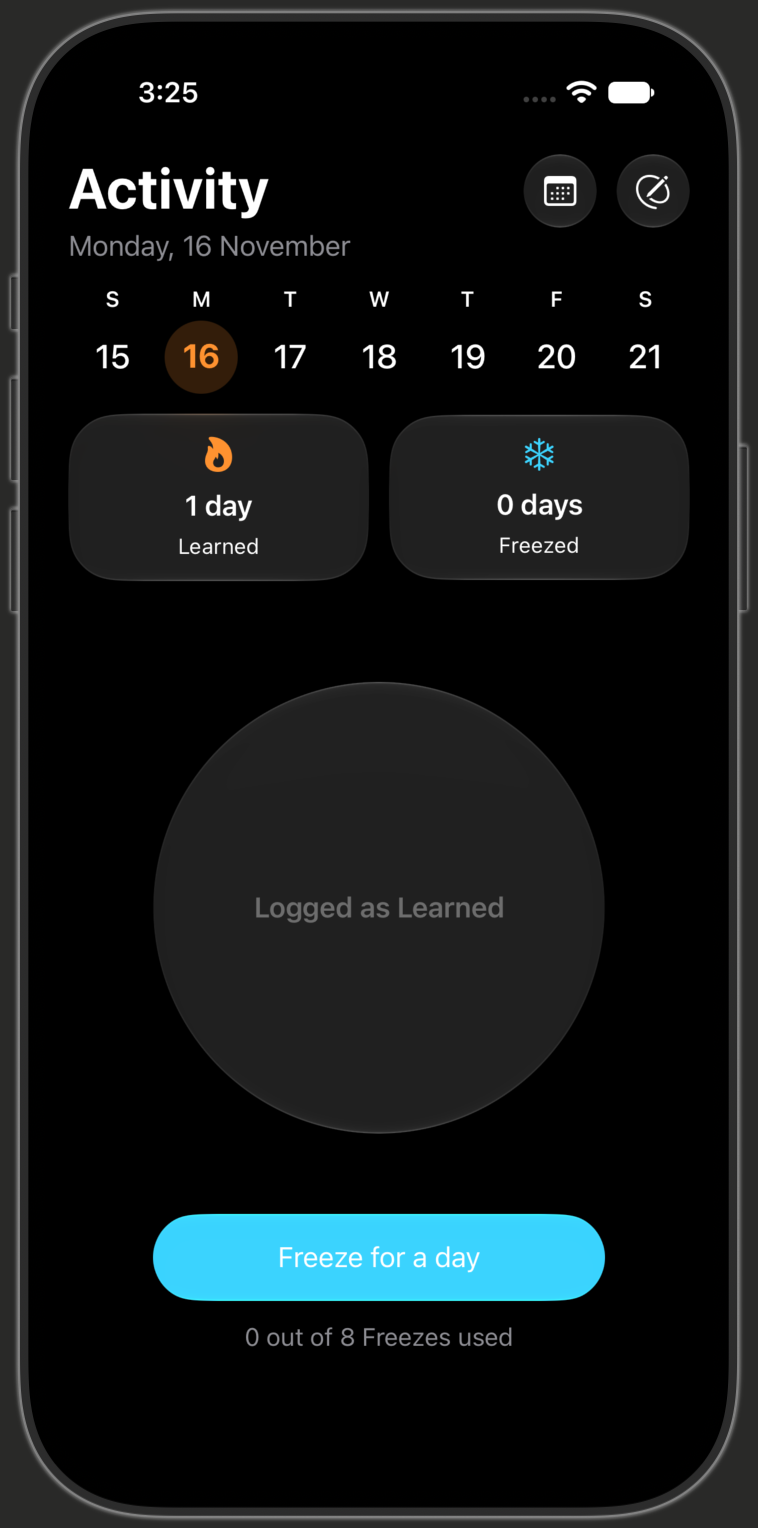 3:25
Activity
Monday, 16 November
S M T W T F S
15 16 17 18 19 20 21
1 day
Learned
0 days
Freezed
Logged as Learned
Freeze for a day
0 out of 8 Freezes used